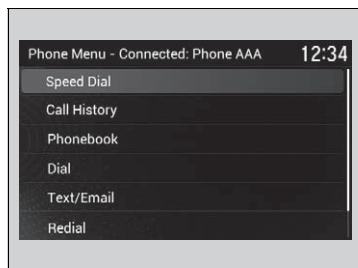 Phone Menu - Connected: Phone AAA 12:34
Speed Dial
Call History
Phonebook
Dial
Text/Email
Redial